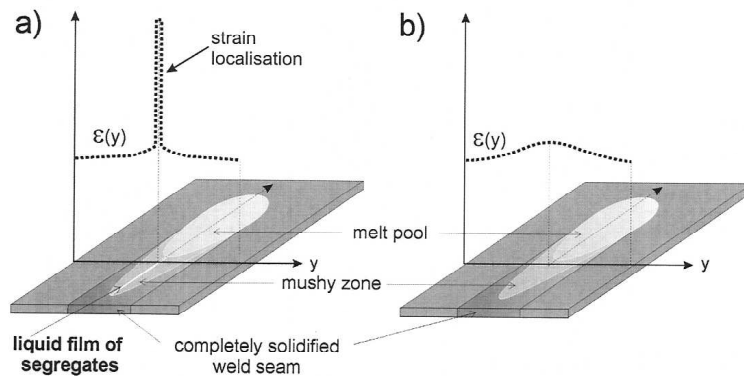 a)
strain
localisation
ε(y)
y
liquid film of
segregates
melt pool
mushy zone
completely solidified
weld seam
b)
ε(y)
y